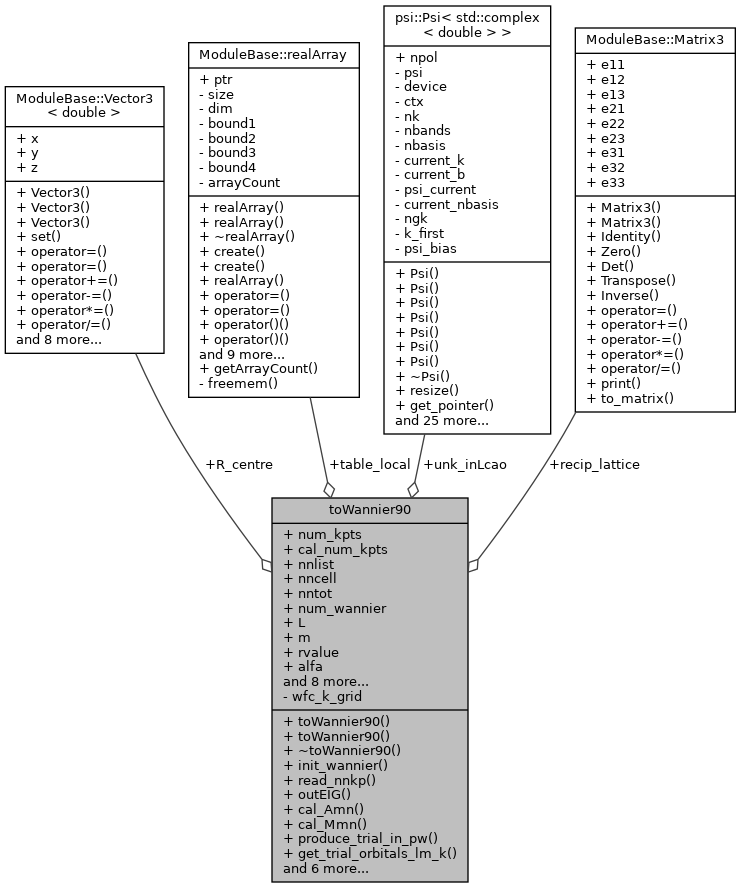 ModuleBase::Vector3
< double >
+ x
+ y
+ z
+ Vector3()
+ Vector3()
+ Vector3()
+ set()
+ operator=()
+ operator=()
+ operator+=()
+ operator-=()
+ operator*=()
+ operator/=()
and 8 more...
ModuleBase::realArray
+ ptr
- size
- dim
- bound1
- bound2
- bound3
- bound4
- arrayCount
+ realArray()
+ realArray()
+ ~realArray()
+ create()
+ create()
+ realArray()
+ operator=()
+ operator=()
+ operator()()
+ operator()()
and 9 more...
+ getArrayCount()
- freemem()
psi::Psi< std::complex
< double > >
+ npol
- psi
- device
- ctx
- nk
- nbands
- nbasis
- current_k
- current_b
- psi_current
- current_nbasis
- ngk
- k_first
- psi_bias
+ Psi()
+ Psi()
+ Psi()
+ Psi()
+ Psi()
+ Psi()
+ Psi()
+ ~Psi()
+ resize()
+ get_pointer()
and 25 more...
ModuleBase::Matrix3
+ e11
+ e12
+ e13
+ e21
+ e22
+ e23
+ e31
+ e32
+ e33
+ Matrix3()
+ Matrix3()
+ Identity()
+ Zero()
+ Det()
+ Transpose()
+ Inverse()
+ operator=()
+ operator+=()
+ operator-=()
+ operator*=()
+ operator/=()
+ print()
+ to_matrix()
+R_centre
+table_local
+unk_inLcao
+recip_lattice
toWannier90
+ num_kpts
+ cal_num_kpts
+ nnlist
+ nncell
+ nntot
+ num_wannier
+ L
+ m
+ rvalue
+ alfa
and 8 more...
- wfc_k_grid
+ toWannier90()
+ toWannier90()
+ ~toWannier90()
+ init_wannier()
+ read_nnkp()
+ outEIG()
+ cal_Amn()
+ cal_Mmn()
+ produce_trial_in_pw()
+ get_trial_orbitals_lm_k()
and 6 more...